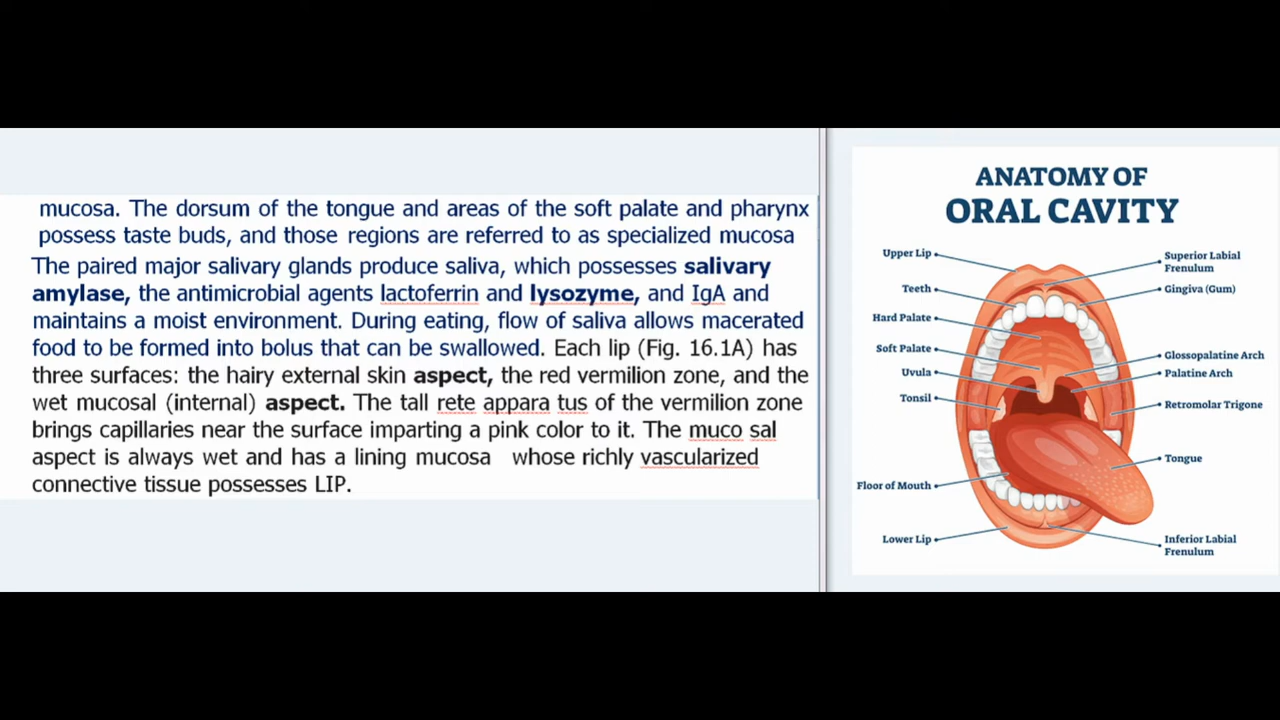 mucosa. The dorsum of the tongue and areas of the soft palate and pharynx
possess taste buds, and those regions are referred to as specialized mucosa
The paired major salivary glands produce saliva, which possesses salivary
amylase, the antimicrobial agents lactoferrin and lysozyme, and IgA and
maintains a moist environment. During eating, flow of saliva allows macerated
food to be formed into bolus that can be swallowed. Each lip (Fig. 16.1A) has
three surfaces: the hairy external skin aspect, the red vermilion zone, and the
wet mucosal (internal) aspect. The tall rete appara tus of the vermilion zone
brings capillaries near the surface imparting a pink color to it. The muco sal
aspect is always wet and has a lining mucosa whose richly vascularized
connective tissue possesses LIP.
ANATOMY OF
ORAL CAVITY
Upper Lip
Teeth
Hard Palate
Soft Palate
Uvula
Tonsil
Floor of Mouth
Lower Lip
Superior Labial
Frenulum
Gingiva (Gum)
Glossopalatine Arch
Palatine Arch
Retromolar Trigone
Tongue
Inferior Labial
Frenulum